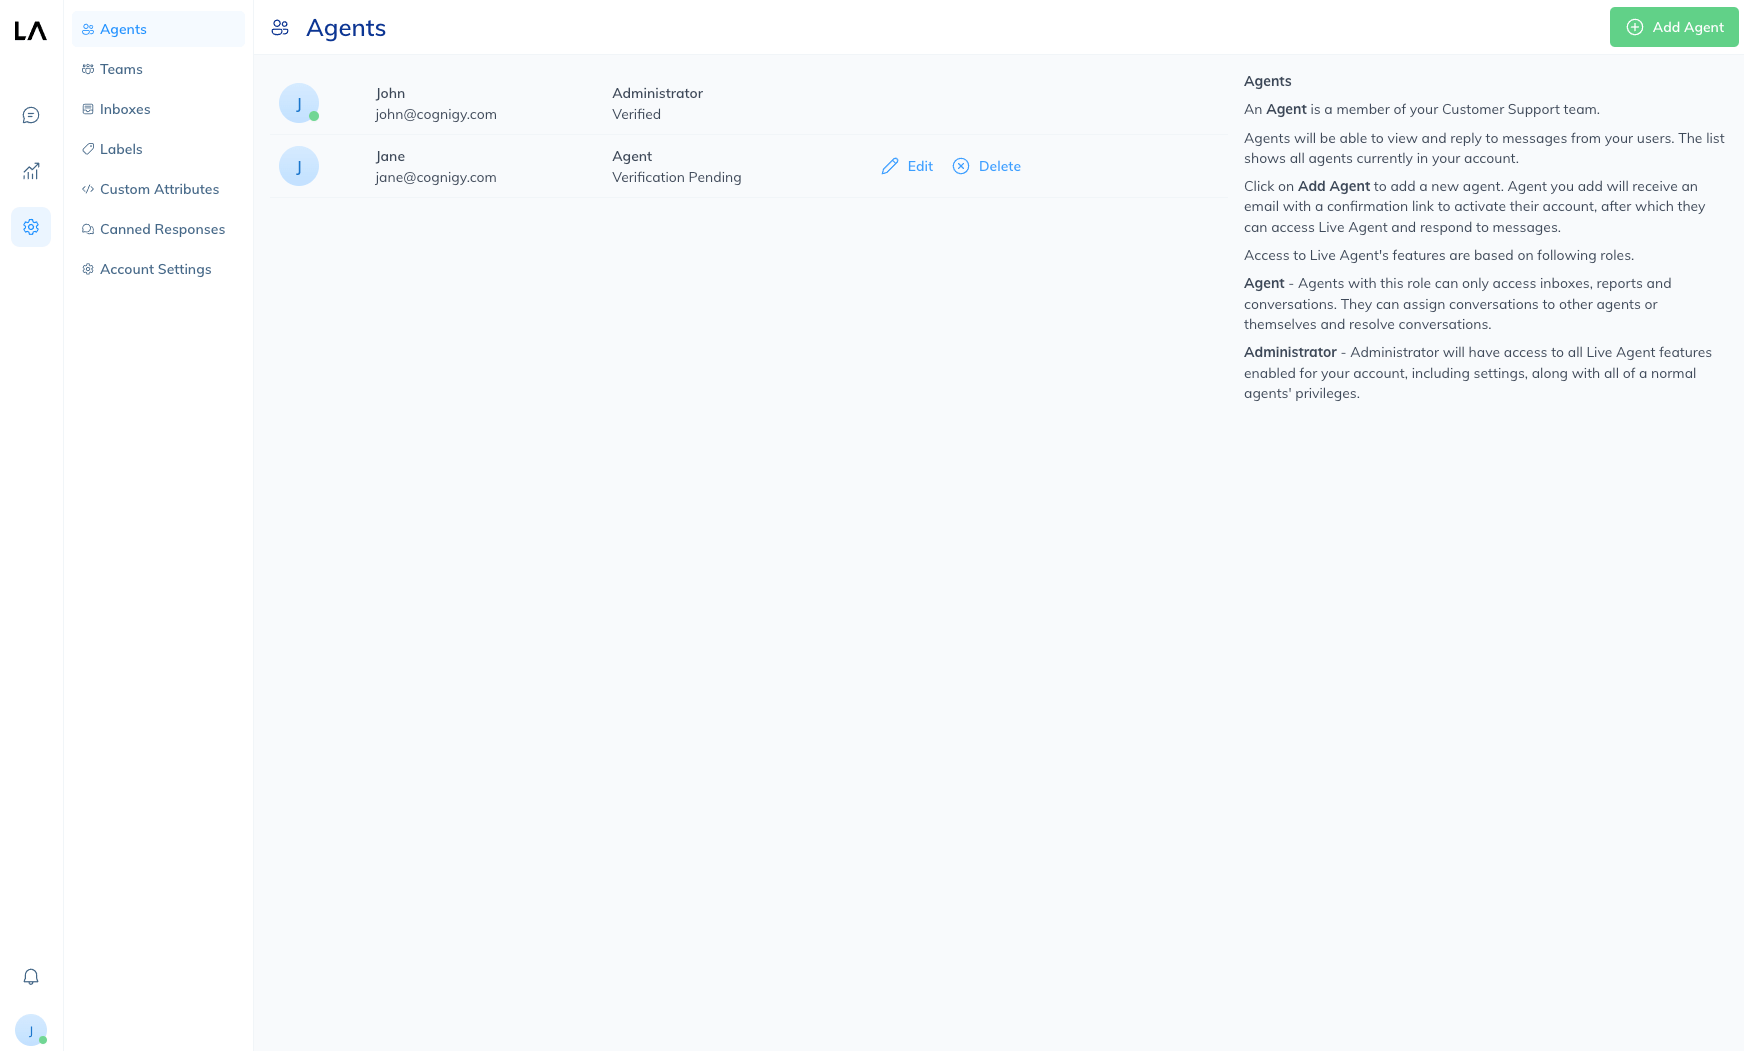 LA
Agents
Teams
Inboxes
Labels
Custom Attributes
Canned Responses
Account Settings
J
Agents
Add Agent
J
John
john@cognigy.com
Administrator
Verified
J
Jane
jane@cognigy.com
Agent
Verification Pending
Edit
Delete
Agents
An Agent is a member of your Customer Support team.
Agents will be able to view and reply to messages from your users. The list
shows all agents currently in your account.
Click on Add Agent to add a new agent. Agent you add will receive an
email with a confirmation link to activate their account, after which they
can access Live Agent and respond to messages.
Access to Live Agent's features are based on following roles.
Agent - Agents with this role can only access inboxes, reports and
conversations. They can assign conversations to other agents or
themselves and resolve conversations.
Administrator - Administrator will have access to all Live Agent features
enabled for your account, including settings, along with all of a normal
agents' privileges.